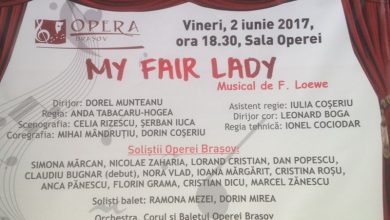 OPERA
BRAȘOV
Vineri, 2 iunie 2017,
ora 18.30, Sala Operei
MY FAIR LADY
Musical de F. Loewe
Dirijor: DOREL MUNTEANU
Regia: ANDA TABACARU-HOGEA
Scenografia: CELIA RIZESCU, ȘERBAN IUCA
Coregrafia: MIHAI MĂNDRUȚIU, DORIN COȘERIU
Asistent regie: IULIA COȘERIU
Dirijor cor: LEONARD BOGA
Regia tehnică: IONEL COCIODAR
Soliștii Operei Brașov:
SIMONA MÂRCAN, NICOLAE ZAHARIA, LORAND CRISTIAN, DAN POPESCU,
CLAUDIU BUGNAR (debut), NORA VLAD, IOANA MĂRGĂRIT, CRISTINA ROȘU,
ANCA PĂNESCU, FLORIN GRAMA, CRISTIAN DICU, MARCEL ZĂNESCU
Soliști balet: RAMONA MEZEI, DORIN MIREA
Orchestra, Corul și Baletul Operei Brașov